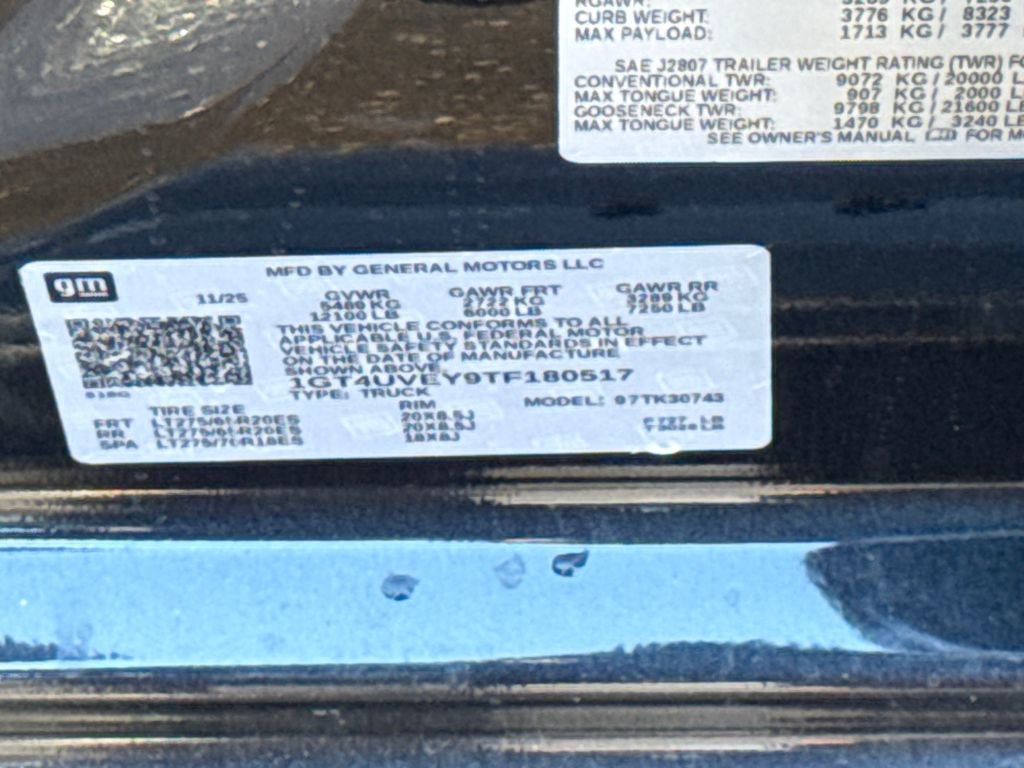 CURB WEIGHT: 3776 KG / 8323
MAX PAYLOAD: 1713 KG / 3777
SAE J2807 TRAILER WEIGHT RATING (TWR)
CONVENTIONAL TWR: 9072 KG / 20000
MAX TONGUE WEIGHT: 907 KG / 2000
GOOSENECK TWR: 9798 KG / 21600
MAX TONGUE WEIGHT: 1470 KG / 3240
SEE OWNER'S MANUAL FOR
gm
MFD BY GENERAL MOTORS LLC
11/25 GVWR GAWR FRT GAWR RR
KG 2722 KG KG
12100 LB 6000 LB 7250 LB
THIS VEHICLE CONFORMS TO ALL
APPLICABLE U.S. FEDERAL MOTOR
VEHICLE SAFETY STANDARDS IN EFFECT
ON THE DATE OF MANUFACTURE
SHOWN ABOVE.
1GT4UVEY9TF180517
TYPE: TRUCK MODEL: 97TK30743
TIRE SIZE RIM
FRT 20X8.5J
RR 20X8.5J
SPA 18X8J